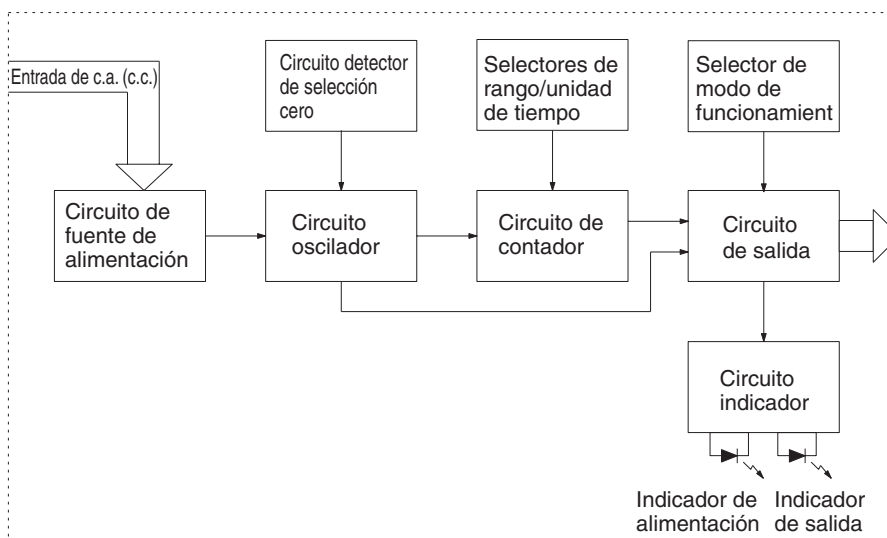 Entrada de c.a. (c.c.)
Circuito detector
de selección
cero
Selectores de
rango/unidad
de tiempo
Selector de
modo de
funcionamient
Circuito de
fuente de
alimentación
Circuito
oscilador
Circuito de
contador
Circuito
de salida
Circuito
indicador
Indicador de
alimentación
Indicador
de salida